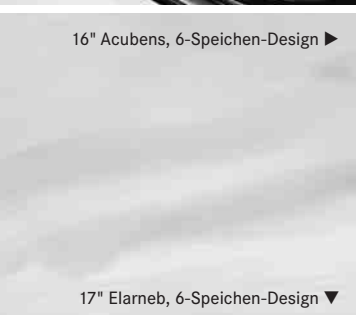 16" Acubens, 6-Speichen-Design ▶
17" Elarneb, 6-Speichen-Design ▼